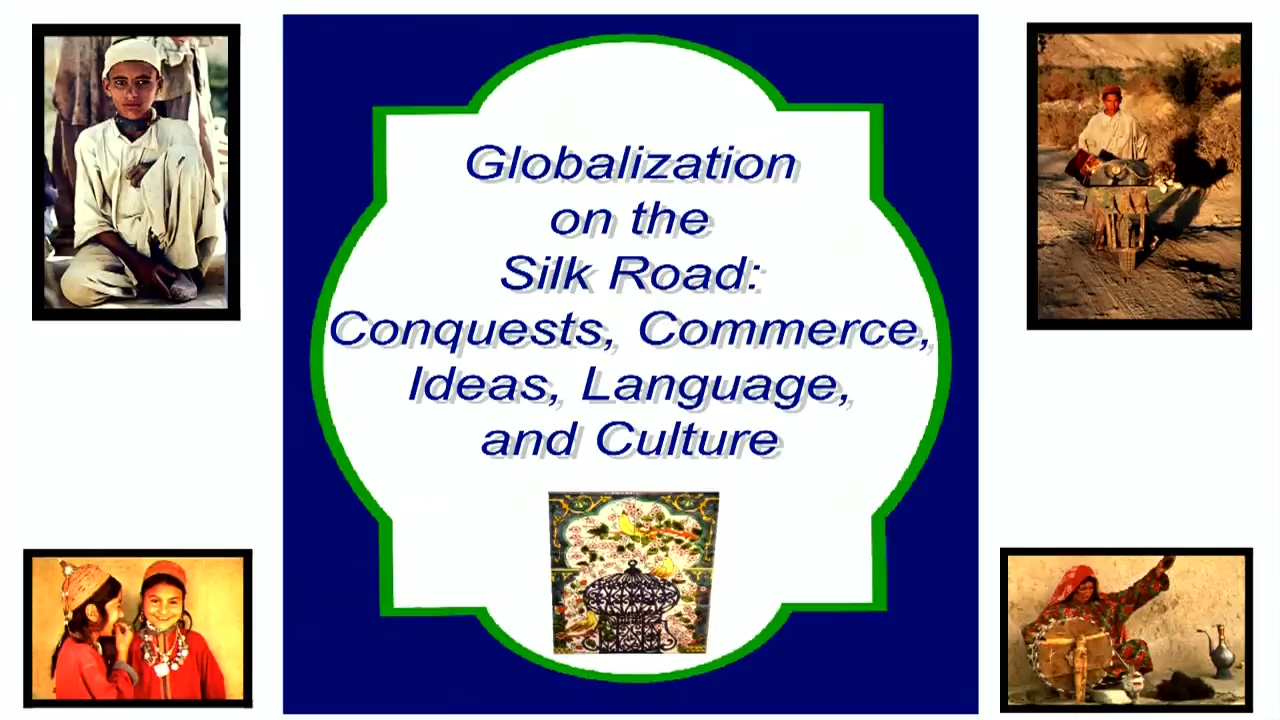 Globalization
on the
Silk Road:
Conquests, Commerce,
Ideas, Language,
and Culture